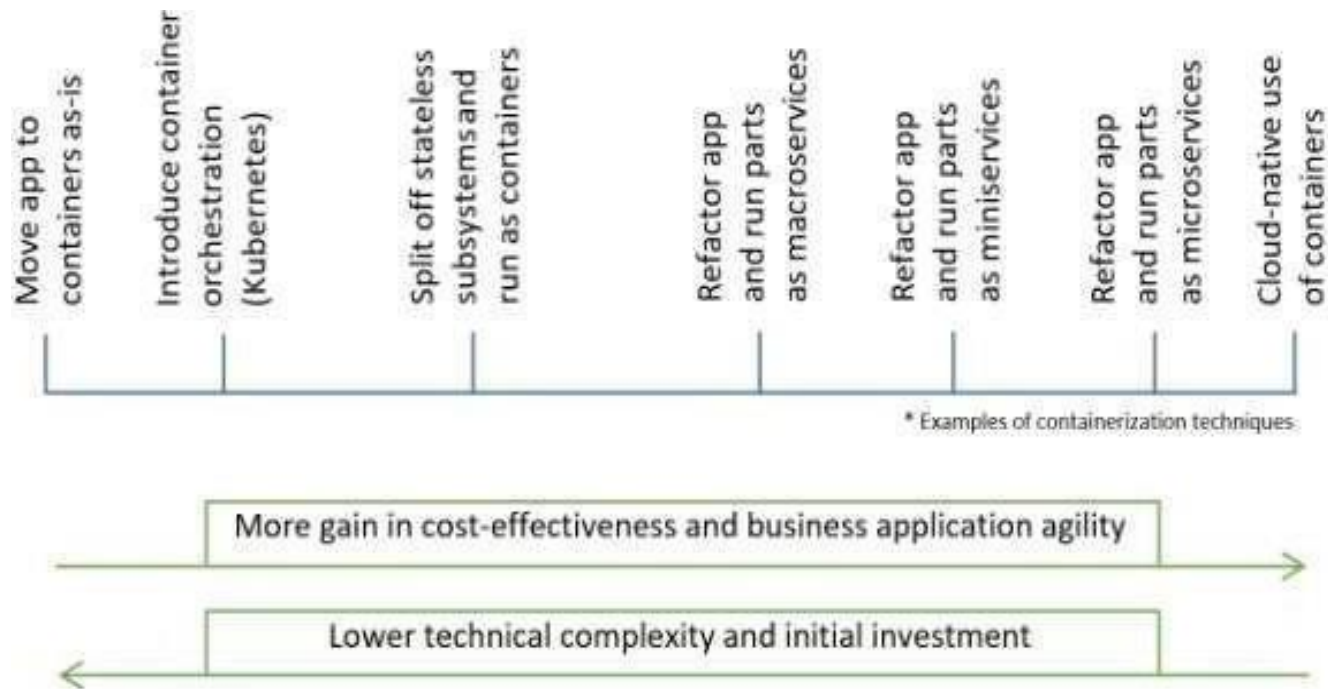 Move app to
containers as-is
Introduce container
orchestration
(Kubernetes)
Split off stateless
subsystems and
run as containers
Refactor app
and run parts
as macroservices
Refactor app
and run parts
as miniservices
Refactor app
and run parts
as microservices
Cloud-native use
of containers
* Examples of containerization techniques
More gain in cost-effectiveness and business application agility
Lower technical complexity and initial investment